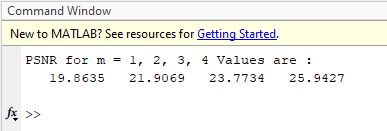 Command Window
New to MATLAB? See resources for Getting Started.
PSNR for m = 1, 2, 3, 4 Values are :
19.8635 21.9069 23.7734 25.9427
fx >>